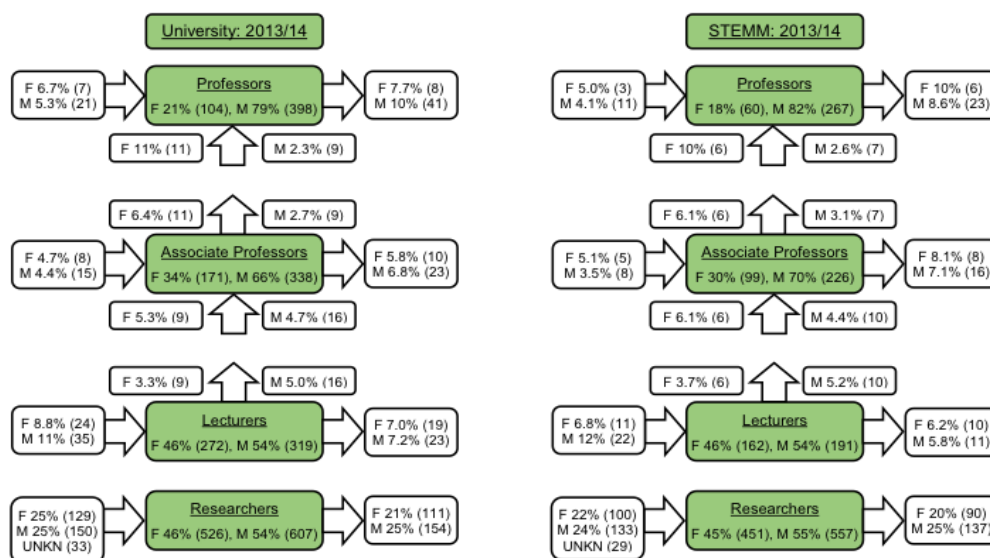 University: 2013/14
F 6.7% (7)
M 5.3% (21)
Professors
F 21% (104), M 79% (398)
F 7.7% (8)
M 10% (41)
F 11% (11)
M 2.3% (9)
F 6.4% (11)
M 2.7% (9)
F 4.7% (8)
M 4.4% (15)
Associate Professors
F 34% (171), M 66% (338)
F 5.8% (10)
M 6.8% (23)
F 5.3% (9)
M 4.7% (16)
F 3.3% (9)
M 5.0% (16)
F 8.8% (24)
M 11% (35)
Lecturers
F 46% (272), M 54% (319)
F 7.0% (19)
M 7.2% (23)
F 25% (129)
M 25% (150)
UNKN (33)
Researchers
F 46% (526), M 54% (607)
F 21% (111)
M 25% (154)
STEMM: 2013/14
F 5.0% (3)
M 4.1% (11)
Professors
F 18% (60), M 82% (267)
F 10% (6)
M 8.6% (23)
F 10% (6)
M 2.6% (7)
F 6.1% (6)
M 3.1% (7)
F 5.1% (5)
M 3.5% (8)
Associate Professors
F 30% (99), M 70% (226)
F 8.1% (8)
M 7.1% (16)
F 6.1% (6)
M 4.4% (10)
F 3.7% (6)
M 5.2% (10)
F 6.8% (11)
M 12% (22)
Lecturers
F 46% (162), M 54% (191)
F 6.2% (10)
M 5.8% (11)
F 22% (100)
M 24% (133)
UNKN (29)
Researchers
F 45% (451), M 55% (557)
F 20% (90)
M 25% (137)